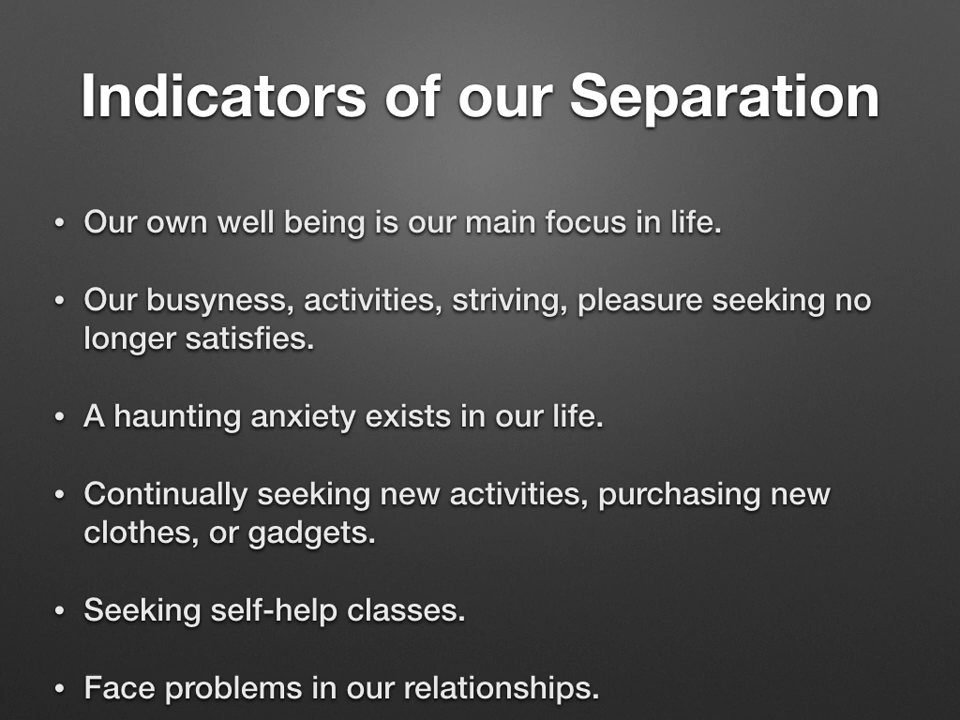 Indicators of our Separation
• Our own well being is our main focus in life.
• Our busyness, activities, striving, pleasure seeking no
longer satisfies.
• A haunting anxiety exists in our life.
• Continually seeking new activities, purchasing new
clothes, or gadgets.
• Seeking self-help classes.
• Face problems in our relationships.